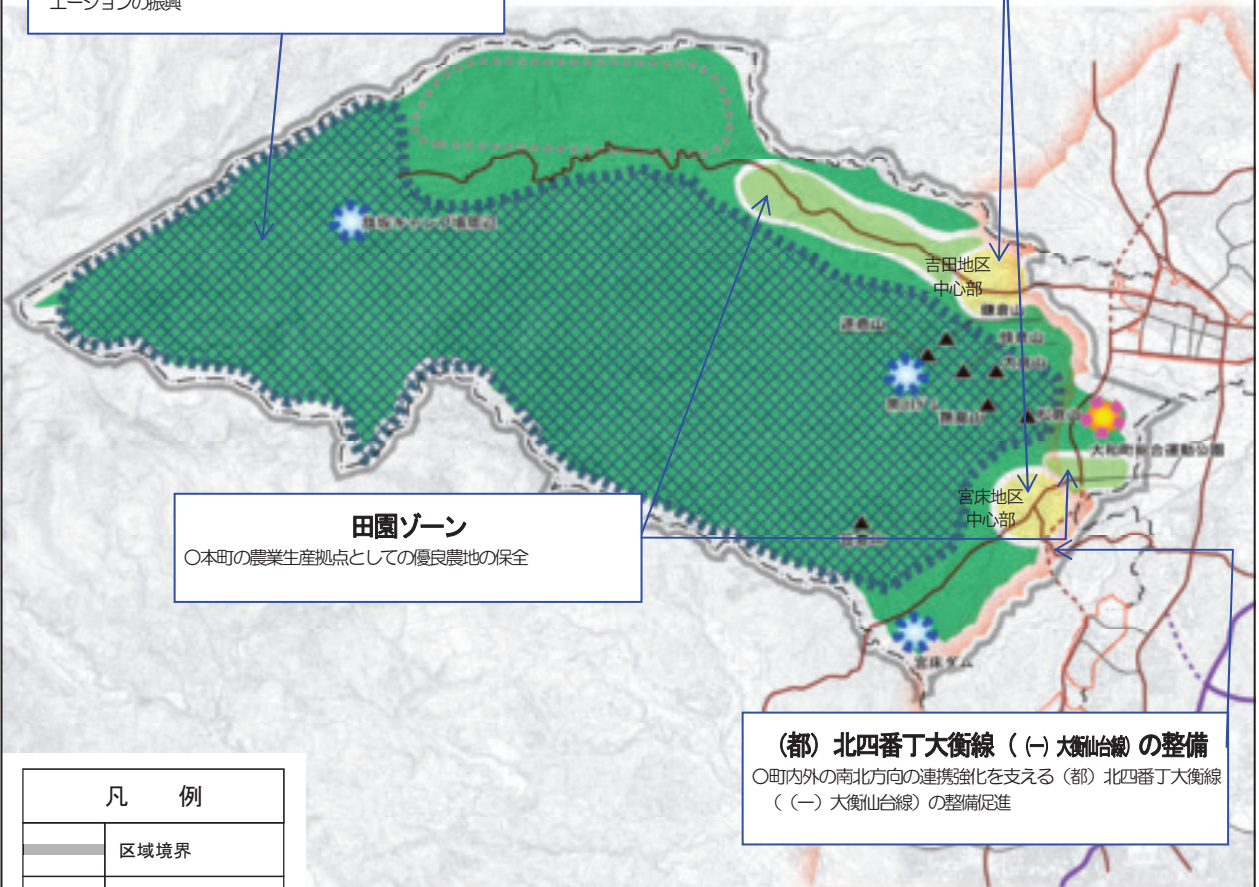 エーションの振興
吉田地区
中心部
鎌倉山
大和町総合運動公園
宮床地区
中心部
田園ゾーン
○本町の農業生産拠点としての優良農地の保全
宮床ダム
(都)北四番丁大衡線((一)大衡仙台線)の整備
○町内外の南北方向の連携強化を支える(都)北四番丁大衡線
((一)大衡仙台線)の整備促進
凡 例
区域境界